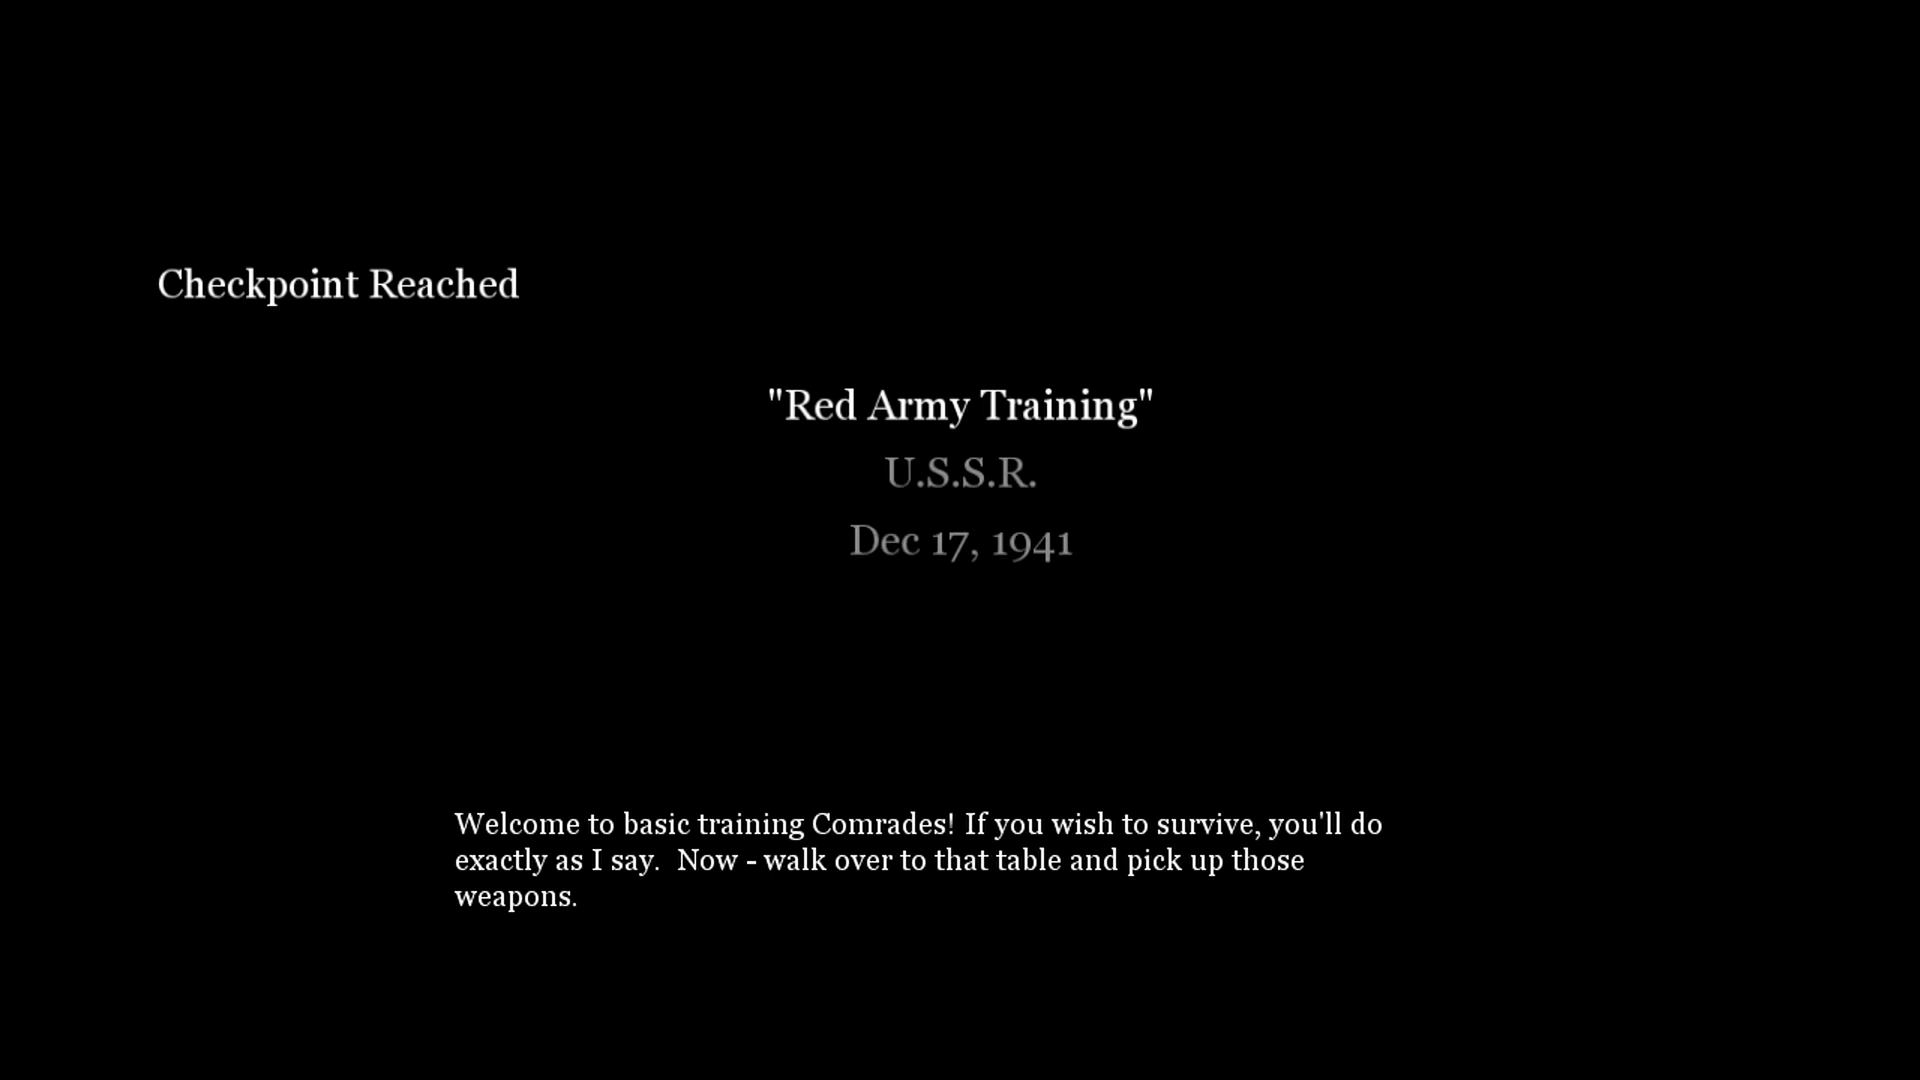 Checkpoint Reached
"Red Army Training"
U.S.S.R.
Dec 17, 1941
Welcome to basic training Comrades! If you wish to survive, you'll do
exactly as I say.  Now - walk over to that table and pick up those
weapons.